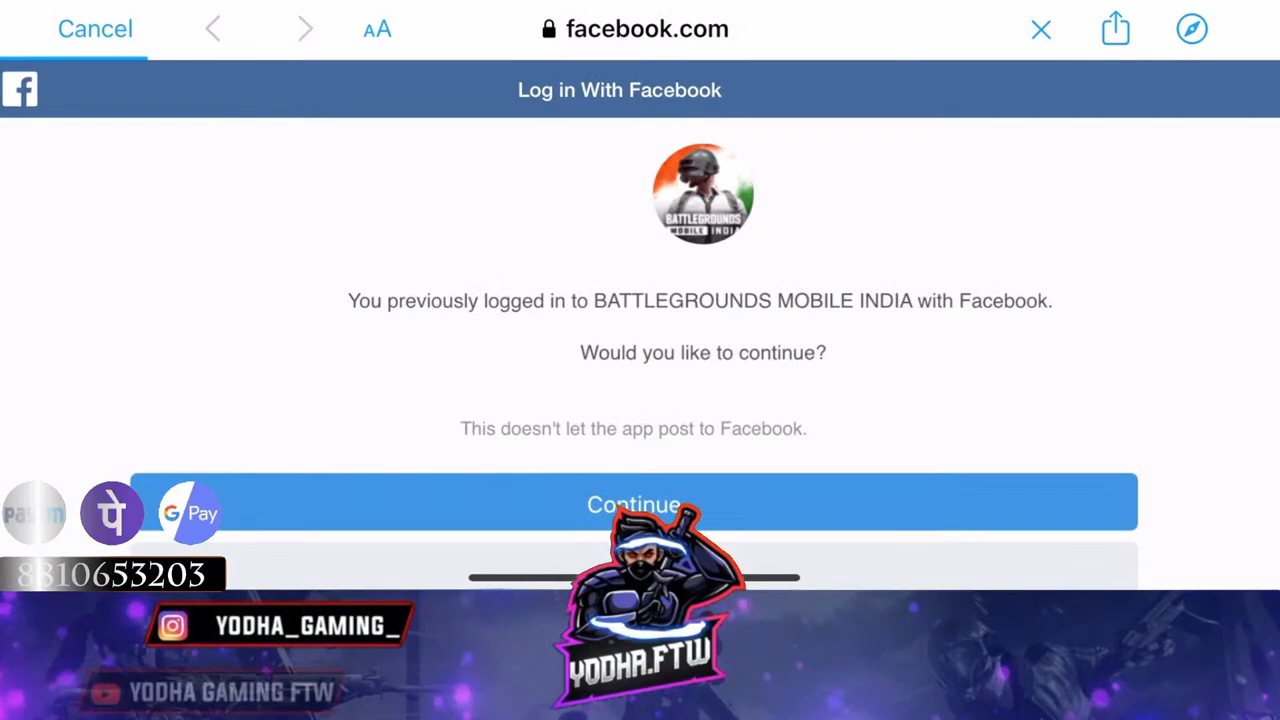 Cancel
AA
facebook.com
Log in With Facebook
BATTLEGROUNDS
MOBILE INDIA
You previously logged in to BATTLEGROUNDS MOBILE INDIA with Facebook.
Would you like to continue?
This doesn't let the app post to Facebook.
Continue
Paytm
पे
G Pay
8810653203
YODHA_GAMING_
YODHA.FTW
YODHA GAMING FTW